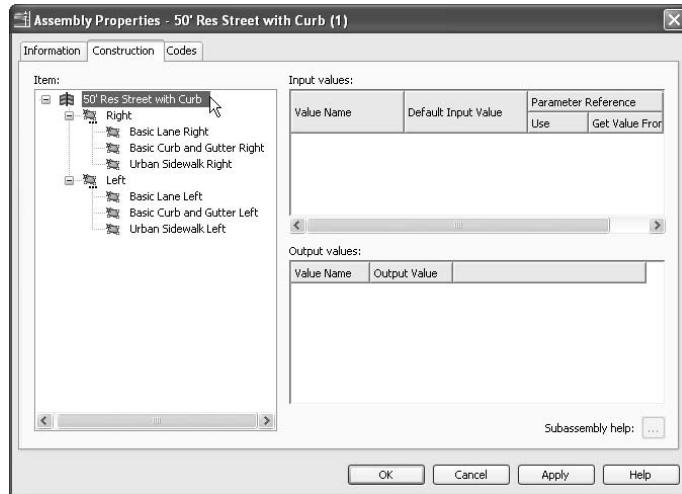 Assembly Properties - 50' Res Street with Curb (1)
Information Construction Codes
Item:
50' Res Street with Curb
Right
Basic Lane Right
Basic Curb and Gutter Right
Urban Sidewalk Right
Left
Basic Lane Left
Basic Curb and Gutter Left
Urban Sidewalk Left
Input values:
Value Name Default Input Value Parameter Reference
Use Get Value Fror
Output values:
Value Name Output Value
Subassembly help: ...
OK Cancel Apply Help